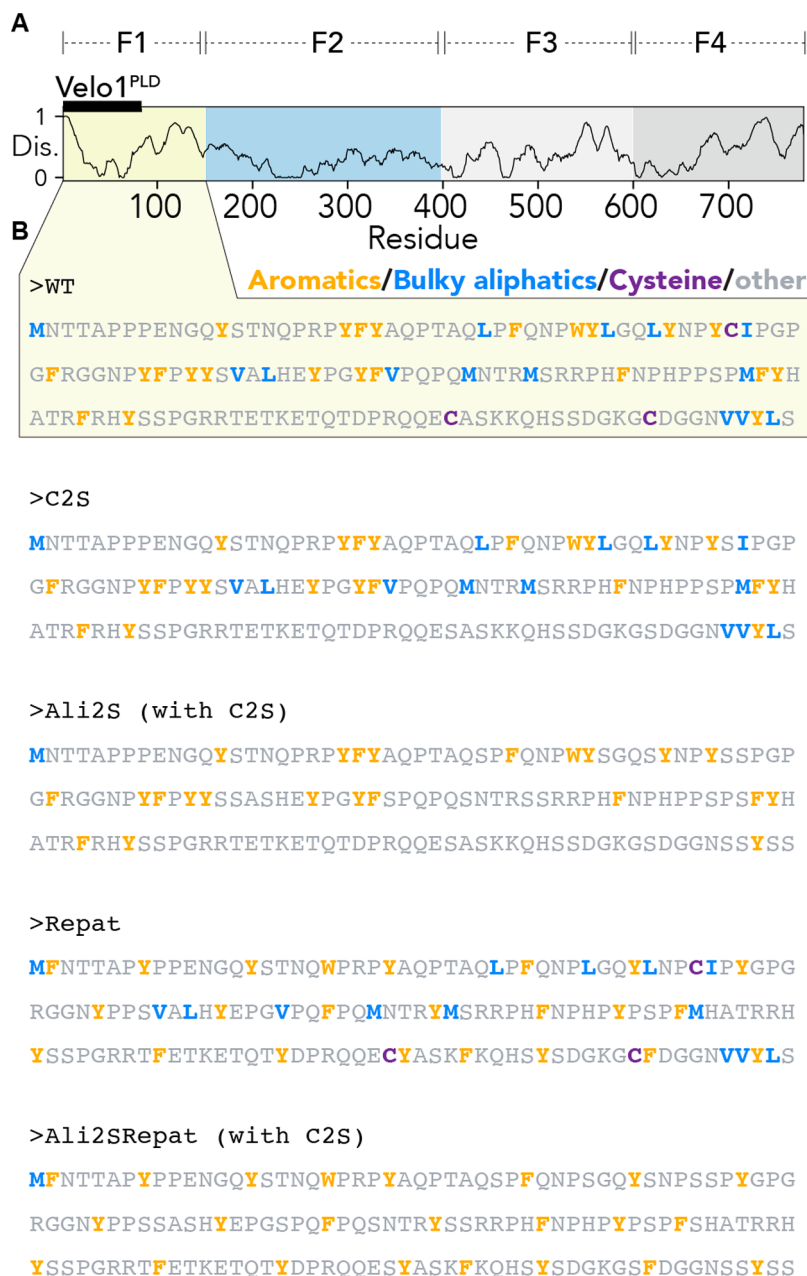 A
F1 F2 F3 F4
Velo1PLD
1
Dis.
0
100 200 300 400 500 600 700
Residue
B
Aromatics/Bulky aliphatics/Cysteine/other
>WT
MNTTAPPPENGQYSTNQPRPYFYAQPTAQLPFQNPWYLGQLYNPYCIPGP
GFRGGNPYFPYYSVALHEYPGYFVPQPQMNTRMSRRPHFNPHPPSPMFYH
ATRFRHYSSPGRRTETKETQTDPRQQECASKKQHSSDGKGCDGGNVVYLS
>C2S
MNTTAPPPENGQYSTNQPRPYFYAQPTAQLPFQNPWYLGQLYNPYSIPGP
GFRGGNPYFPYYSVALHEYPGYFVPQPQMNTRMSRRPHFNPHPPSPMFYH
ATRFRHYSSPGRRTETKETQTDPRQQESASKKQHSSDGKGSDGGNVVYLS
>Ali2S (with C2S)
MNTTAPPPENGQYSTNQPRPYFYAQPTAQSPFQNPWYSGQSYNPYSSPGP
GFRGGNPYFPYYSSASHEYPGYFSPQPQSNTRSSRRPHFNPHPPSPSFYH
ATRFRHYSSPGRRTETKETQTDPRQQESASKKQHSSDGKGSDGGNSSYSS
>Repat
MFNTTAPYPPENGQYSTNQWPRPYAQPTAQLPFQNPLGQYLNPCIPYGPG
RGGNYPPSVALHYEPGVPQFPQMNTRYMSRRPHFNPHPYPSPFMHATRRH
YSSPGRRTFETKETQTYDPRQQECYASKFKQHSYSDGKGCFDGGNVVYLS
>Ali2SRepat (with C2S)
MFNTTAPYPPENGQYSTNQWPRPYAQPTAQSPFQNPSGQYSNPSSPYGPG
RGGNYPPSSASHYEPGSPQFPQSNTRYSSRRPHFNPHPYPSPFSHATRRH
YSSPGRRTFETKETQTYDPRQQESYASKFKQHSYSDGKGSFDGGNSSYSS